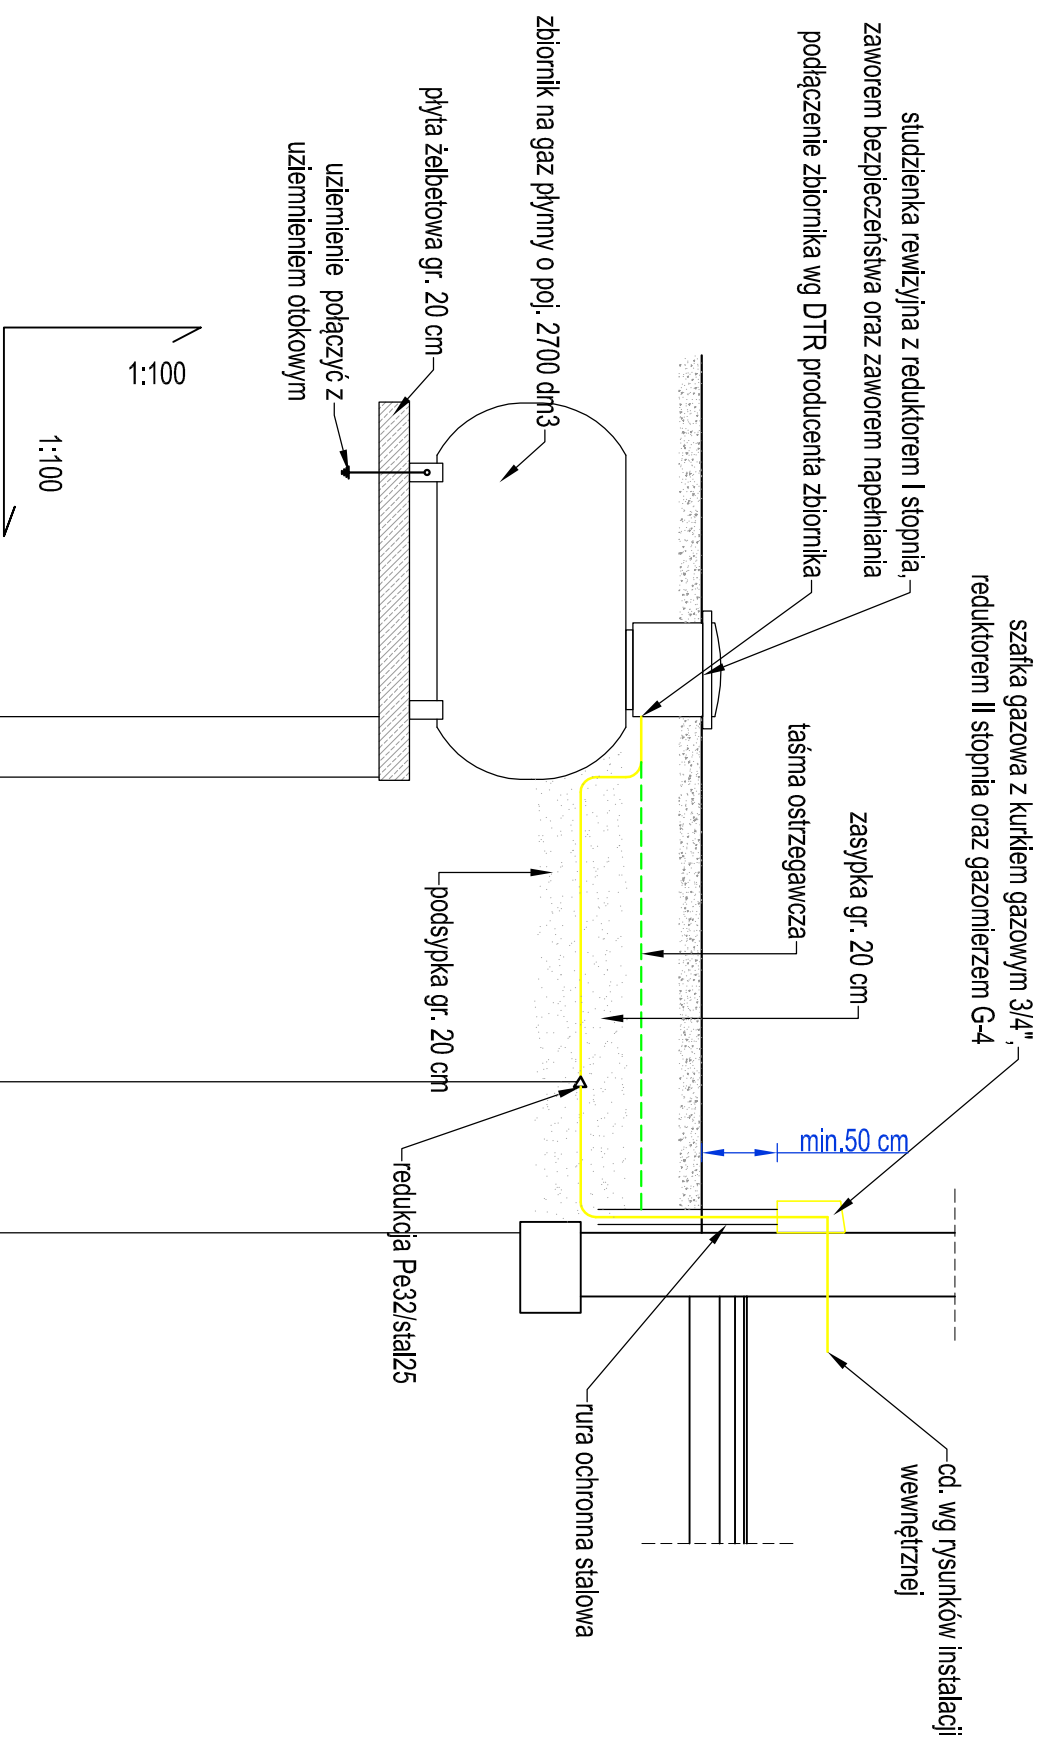 szafka gazowa z kurkiem gazowym 3/4",
reduktorem II stopnia oraz gazomierzem G-4
studzienka rewizyjna z reduktorem I stopnia,
zaworem bezpieczeństwa oraz zaworem napełniania
podłączenie zbiornika wg DTR producenta zbiornika
cd. wg rysunków instalacji
wewnętrznej
min.50 cm
zasypka gr. 20 cm
taśma ostrzegawcza
zbiornik na gaz płynny o poj. 2700 dm3
rura ochronna stalowa
płyta żelbetowa gr. 20 cm
podsypka gr. 20 cm
redukcja Pe32/stal25
uziemienie połączyć z
uziemnieniem otokowym
1:100
1:100